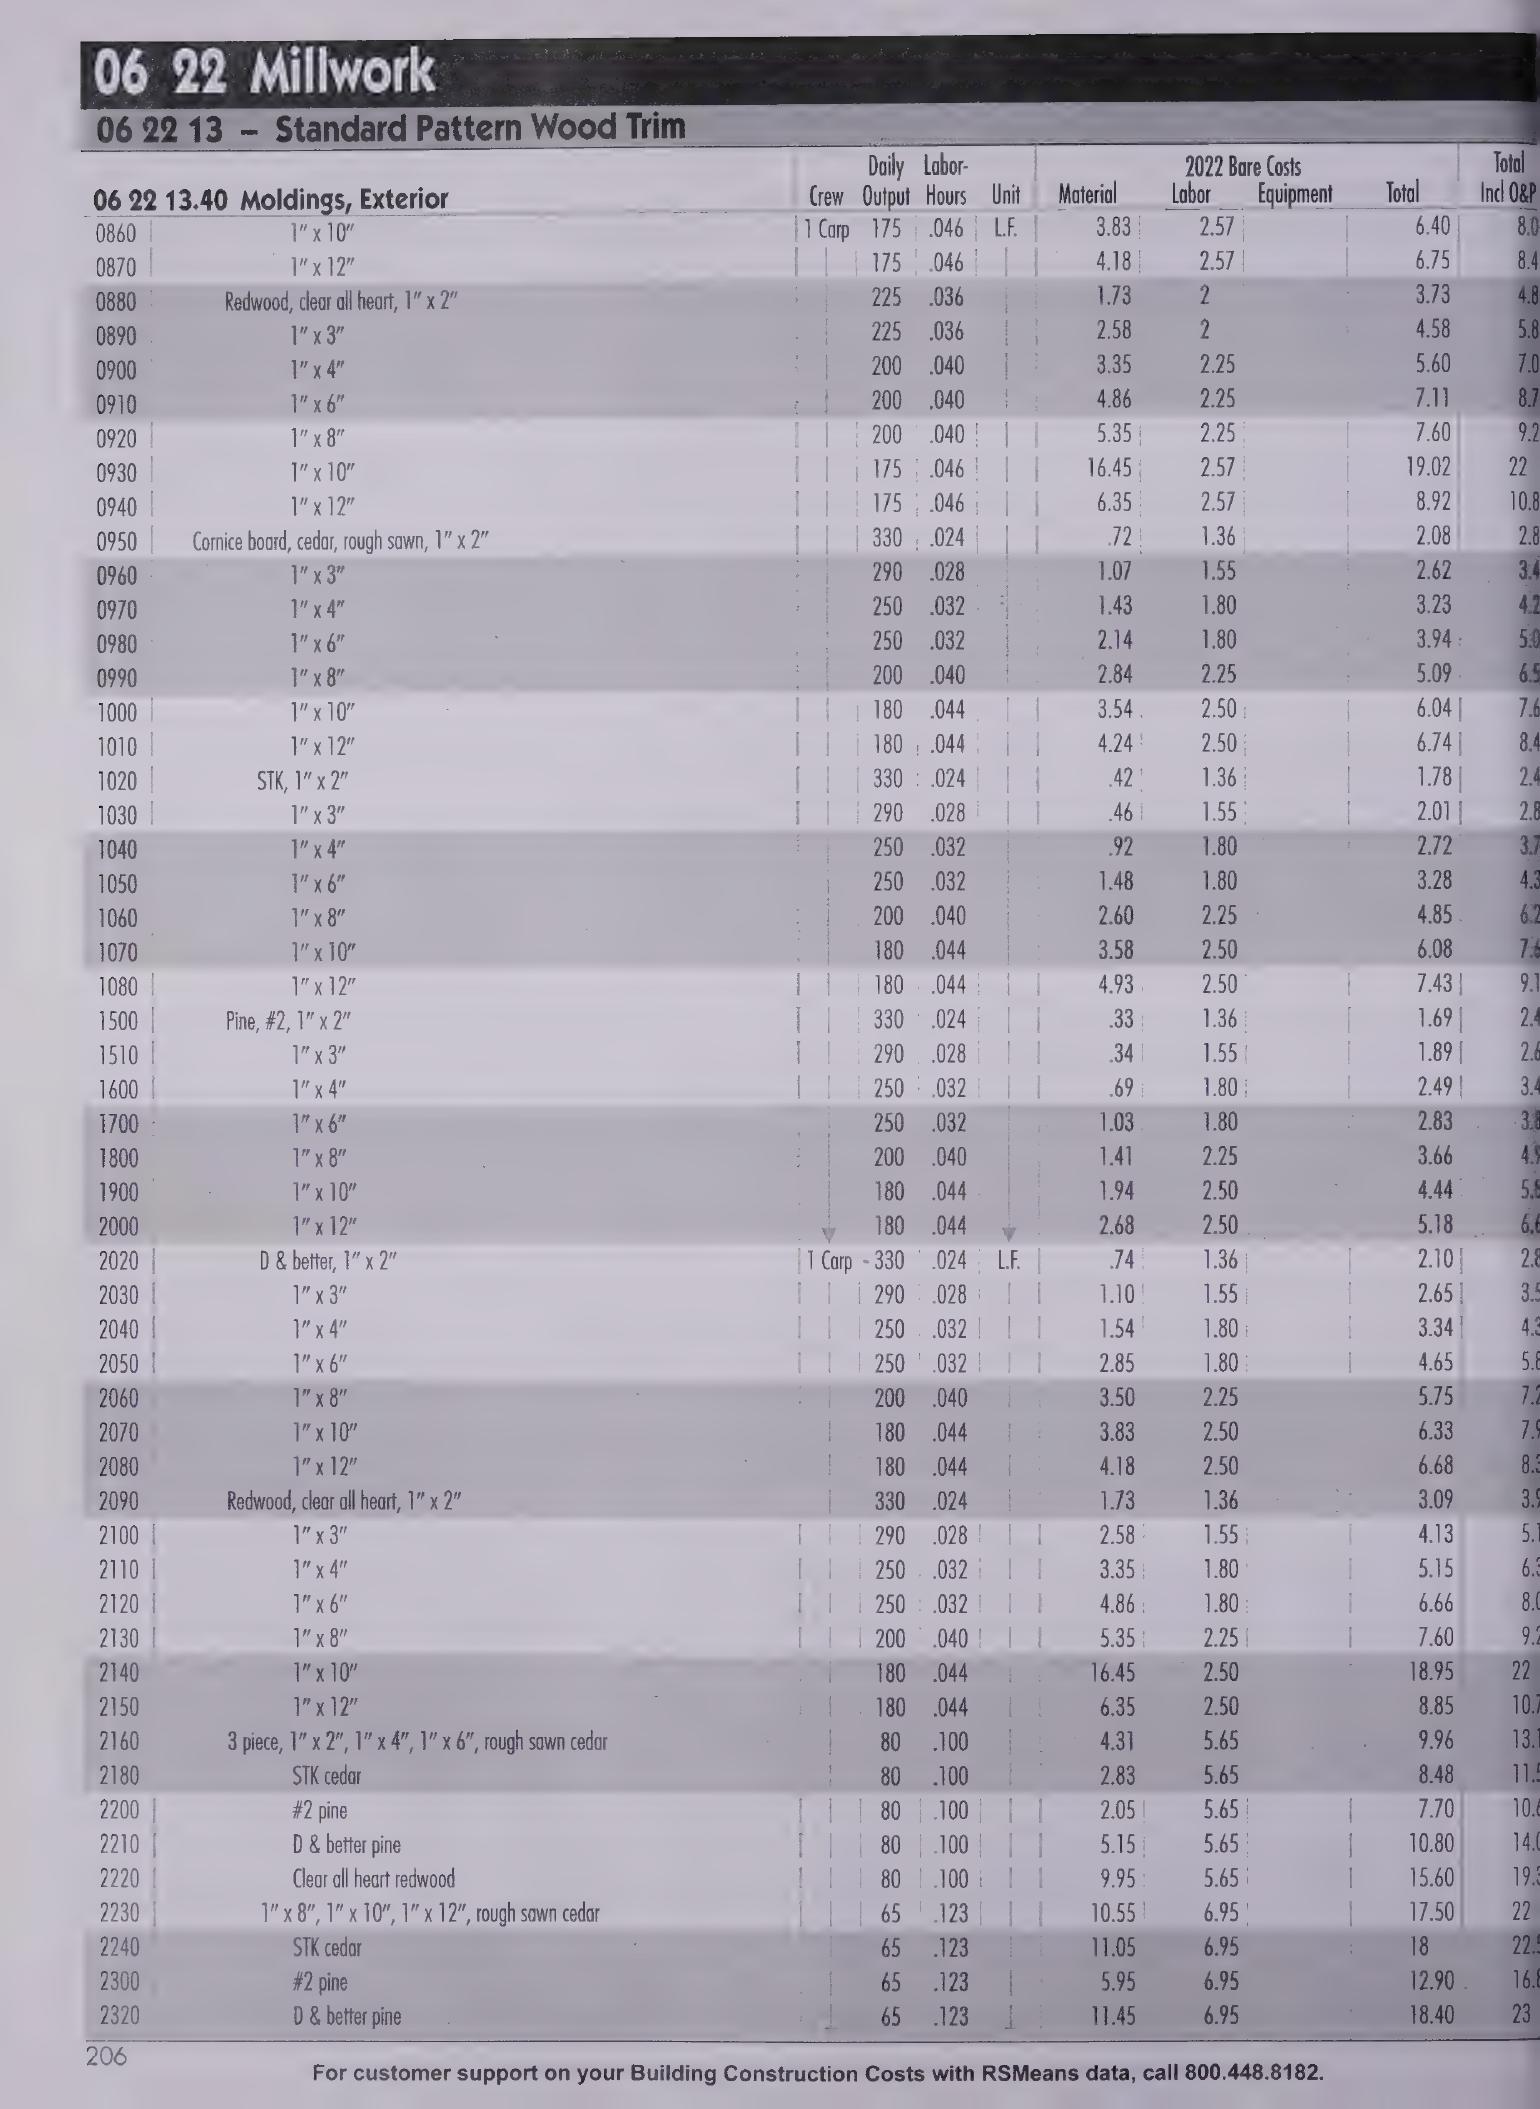 06 22 Millwork
06 22 13 – Standard Pattern Wood Trim
Daily Labor- 2022 Bare Costs Total
06 22 13.40 Moldings, Exterior Crew Output Hours Unit Material Labor Equipment Total Incl O&P
0860 1" x 10" 1 Carp 175 .046 L.F. 3.83 2.57 6.40 8.0
0870 1" x 12" 175 .046 4.18 2.57 6.75 8.4
0880 Redwood, clear all heart, 1" x 2" 225 .036 1.73 2 3.73 4.8
0890 1" x 3" 225 .036 2.58 2 4.58 5.8
0900 1" x 4" 200 .040 3.35 2.25 5.60 7.0
0910 1" x 6" 200 .040 4.86 2.25 7.11 8.7
0920 1" x 8" 200 .040 5.35 2.25 7.60 9.2
0930 1" x 10" 175 .046 16.45 2.57 19.02 22
0940 1" x 12" 175 .046 6.35 2.57 8.92 10.8
0950 Cornice board, cedar, rough sawn, 1" x 2" 330 .024 .72 1.36 2.08 2.8
0960 1" x 3" 290 .028 1.07 1.55 2.62 3.4
0970 1" x 4" 250 .032 1.43 1.80 3.23 4.2
0980 1" x 6" 250 .032 2.14 1.80 3.94 5.0
0990 1" x 8" 200 .040 2.84 2.25 5.09 6.5
1000 1" x 10" 180 .044 3.54 2.50 6.04 7.6
1010 1" x 12" 180 .044 4.24 2.50 6.74 8.4
1020 STK, 1" x 2" 330 .024 .42 1.36 1.78 2.4
1030 1" x 3" 290 .028 .46 1.55 2.01 2.8
1040 1" x 4" 250 .032 .92 1.80 2.72 3.7
1050 1" x 6" 250 .032 1.48 1.80 3.28 4.3
1060 1" x 8" 200 .040 2.60 2.25 4.85 6.2
1070 1" x 10" 180 .044 3.58 2.50 6.08 7.6
1080 1" x 12" 180 .044 4.93 2.50 7.43 9.1
1500 Pine, #2, 1" x 2" 330 .024 .33 1.36 1.69 2.4
1510 1" x 3" 290 .028 .34 1.55 1.89 2.6
1600 1" x 4" 250 .032 .69 1.80 2.49 3.4
1700 1" x 6" 250 .032 1.03 1.80 2.83 3.8
1800 1" x 8" 200 .040 1.41 2.25 3.66 4.9
1900 1" x 10" 180 .044 1.94 2.50 4.44 5.8
2000 1" x 12" 180 .044 2.68 2.50 5.18 6.6
2020 D & better, 1" x 2" 1 Carp 330 .024 L.F. .74 1.36 2.10 2.8
2030 1" x 3" 290 .028 1.10 1.55 2.65 3.5
2040 1" x 4" 250 .032 1.54 1.80 3.34 4.3
2050 1" x 6" 250 .032 2.85 1.80 4.65 5.8
2060 1" x 8" 200 .040 3.50 2.25 5.75 7.2
2070 1" x 10" 180 .044 3.83 2.50 6.33 7.9
2080 1" x 12" 180 .044 4.18 2.50 6.68 8.3
2090 Redwood, clear all heart, 1" x 2" 330 .024 1.73 1.36 3.09 3.9
2100 1" x 3" 290 .028 2.58 1.55 4.13 5.1
2110 1" x 4" 250 .032 3.35 1.80 5.15 6.3
2120 1" x 6" 250 .032 4.86 1.80 6.66 8.0
2130 1" x 8" 200 .040 5.35 2.25 7.60 9.2
2140 1" x 10" 180 .044 16.45 2.50 18.95 22
2150 1" x 12" 180 .044 6.35 2.50 8.85 10.7
2160 3 piece, 1" x 2", 1" x 4", 1" x 6", rough sawn cedar 80 .100 4.31 5.65 9.96 13.1
2180 STK cedar 80 .100 2.83 5.65 8.48 11.5
2200 #2 pine 80 .100 2.05 5.65 7.70 10.6
2210 D & better pine 80 .100 5.15 5.65 10.80 14.0
2220 Clear all heart redwood 80 .100 9.95 5.65 15.60 19.3
2230 1" x 8", 1" x 10", 1" x 12", rough sawn cedar 65 .123 10.55 6.95 17.50 22
2240 STK cedar 65 .123 11.05 6.95 18 22.5
2300 #2 pine 65 .123 5.95 6.95 12.90 16.8
2320 D & better pine 65 .123 11.45 6.95 18.40 23
206
For customer support on your Building Construction Costs with RSMeans data, call 800.448.8182.